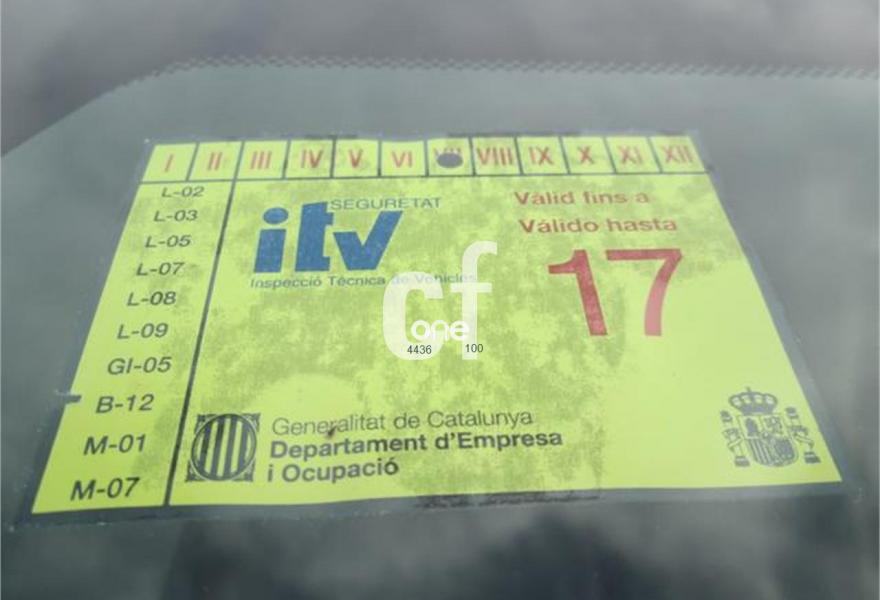 I II III IV V VI VII VIII IX X XI XII
L-02
L-03
L-05
L-07
L-08
L-09
GI-05
B-12
M-01
M-07
SEGURETAT
itv
Inspecció Tècnica de Vehicles
Vàlid fins a
Válido hasta
17
cf
one
4436 100
Generalitat de Catalunya
Departament d'Empresa
i Ocupació